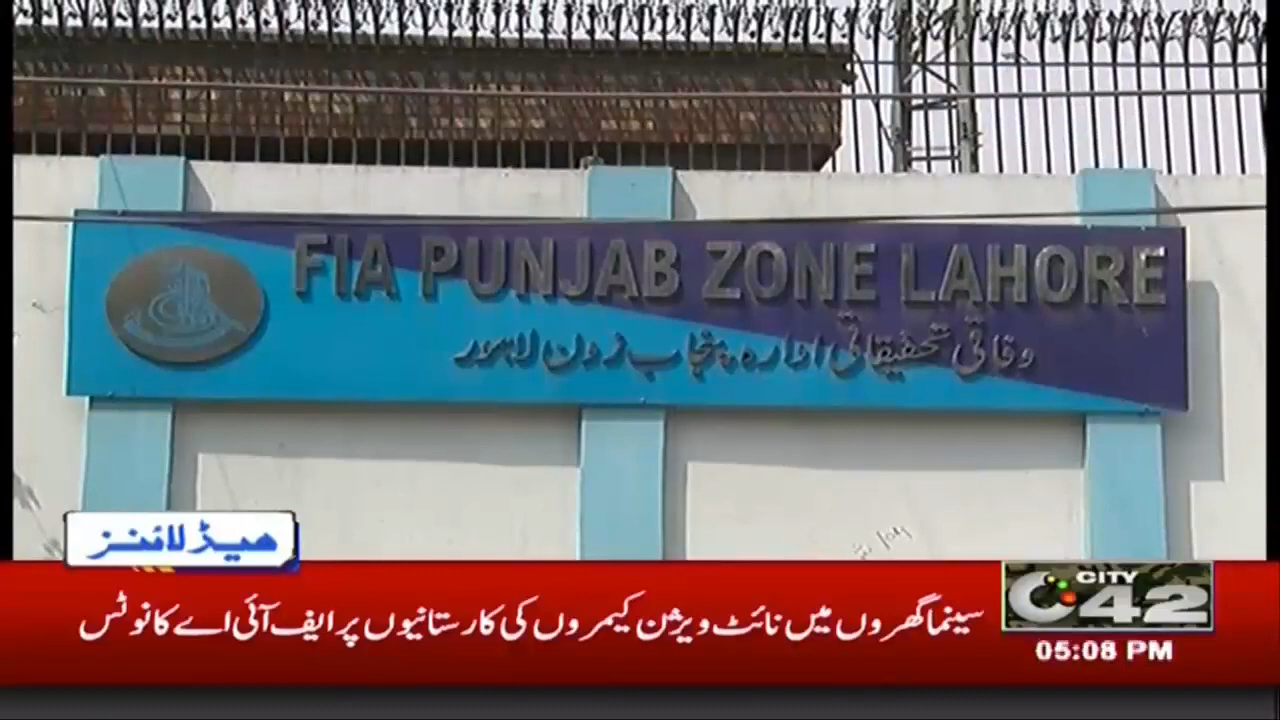 FIA PUNJAB ZONE LAHORE
وفاقی تحقیقاتی ادارہ پنجاب زون لاہور
ہیڈ لائنز
CITY
42
سینما گھروں میں نائٹ ویژن کیمروں کی کارستانیوں پر ایف آئی اے کا نوٹس
05:08 PM